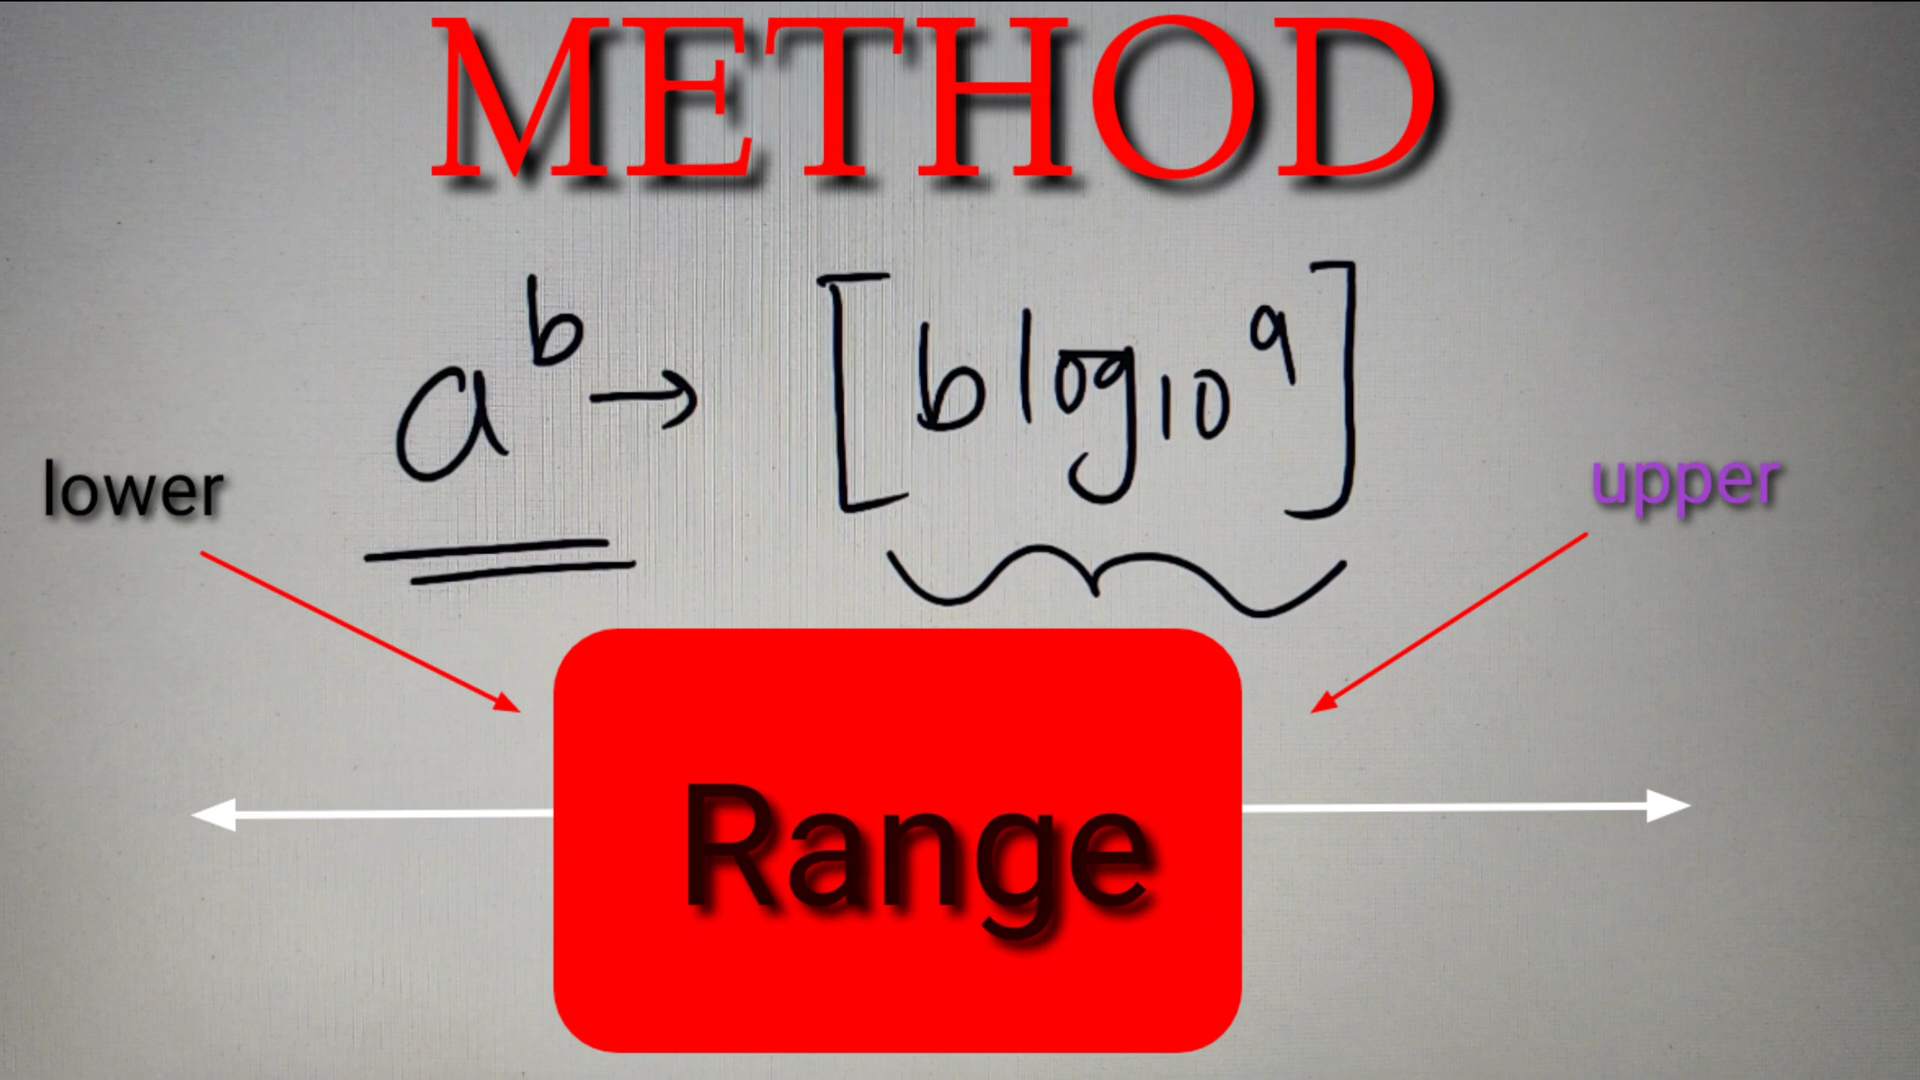 METHOD
a^b → [b log₁₀ a]
lower
upper
Range